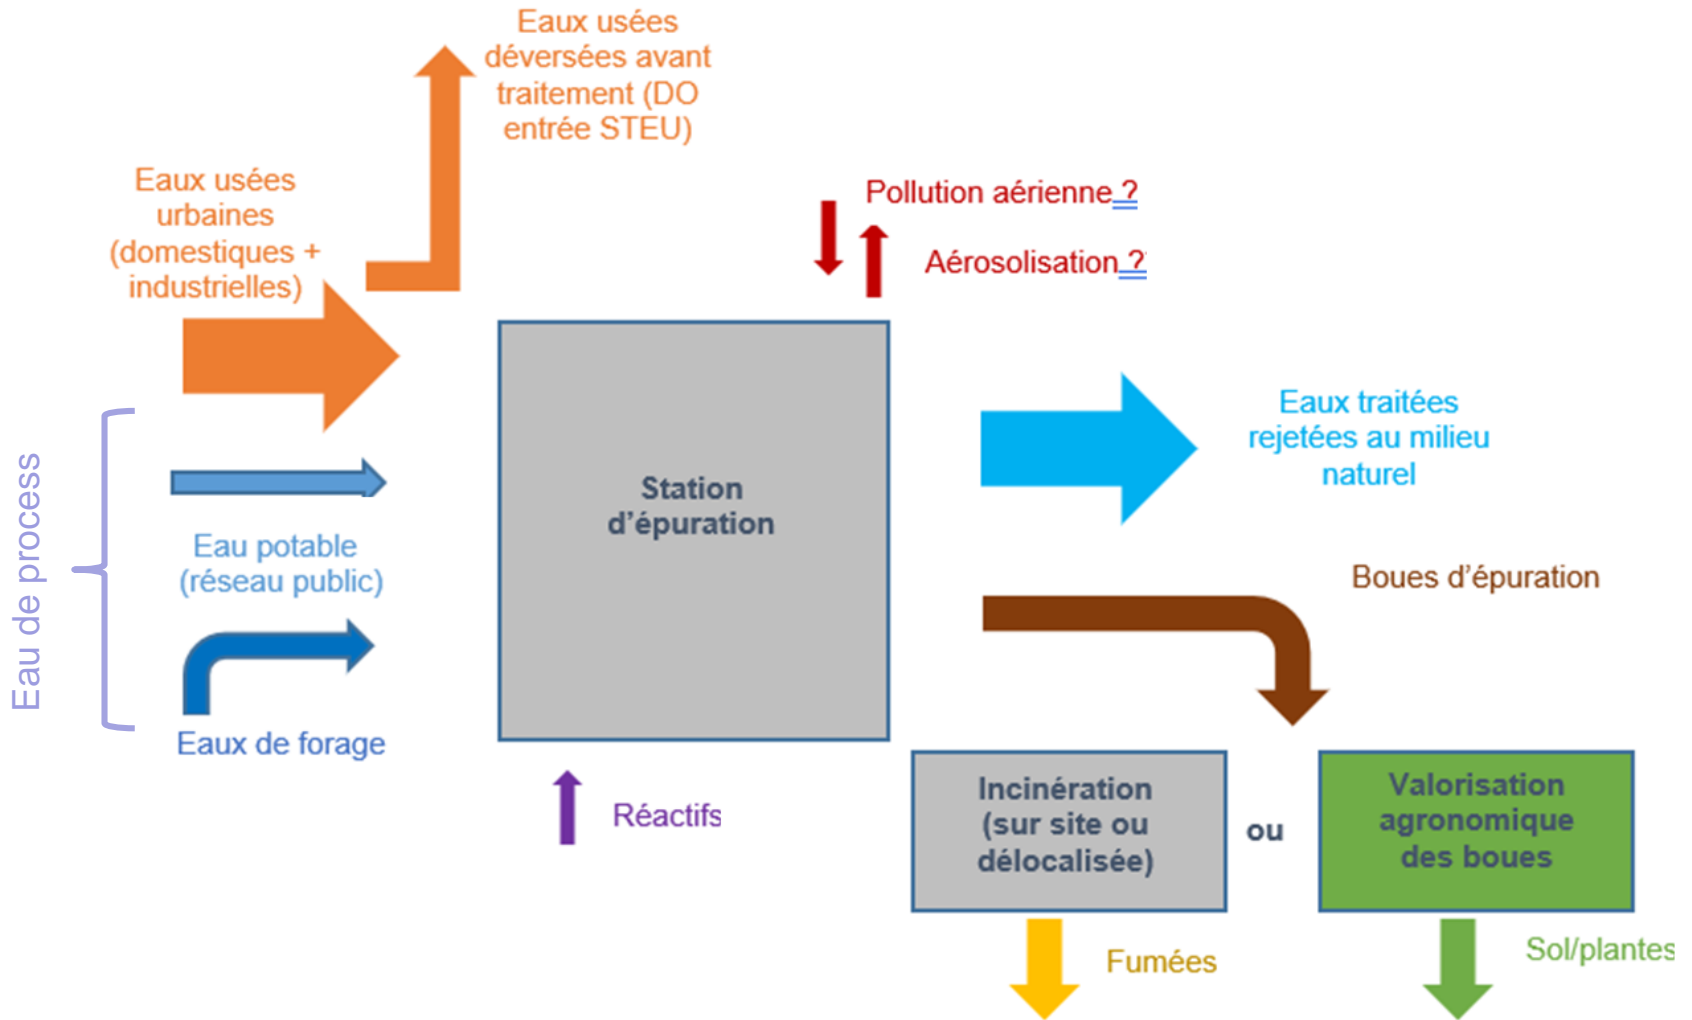 Eaux usées
déversées avant
traitement (DO
entrée STEU)
Eaux usées
urbaines
(domestiques +
industrielles)
Pollution aérienne ?
Aérosolisation ?
Eau de process
Eau potable
(réseau public)
Eaux de forage
Station
d'épuration
Réactifs
Eaux traitées
rejetées au milieu
naturel
Boues d'épuration
Incinération
(sur site ou
délocalisée)
ou
Valorisation
agronomique
des boues
Fumées
Sol/plantes